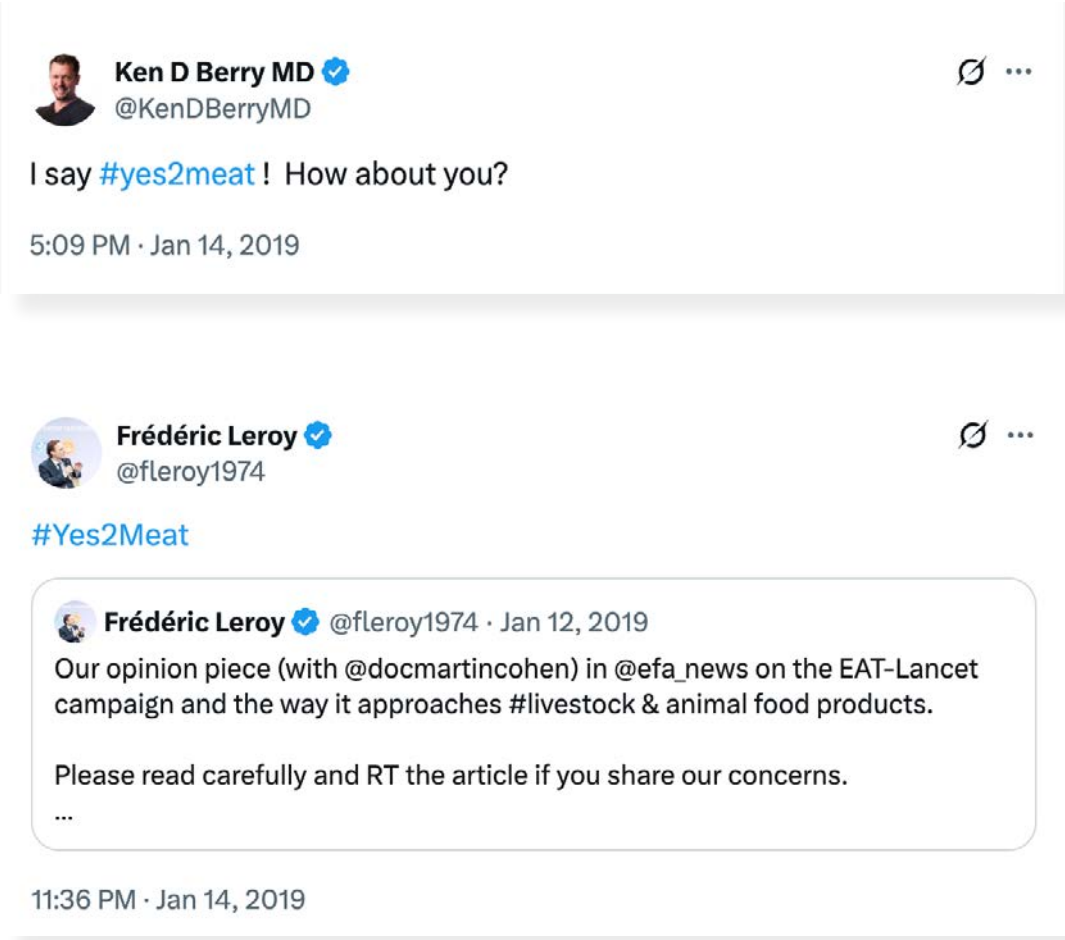 Ken D Berry MD
@KenDBerryMD
I say #yes2meat ! How about you?
5:09 PM · Jan 14, 2019
Frédéric Leroy
@fleroy1974
#Yes2Meat
Frédéric Leroy @fleroy1974 · Jan 12, 2019
Our opinion piece (with @docmartincohen) in @efa_news on the EAT-Lancet
campaign and the way it approaches #livestock & animal food products.
Please read carefully and RT the article if you share our concerns.
...
11:36 PM · Jan 14, 2019